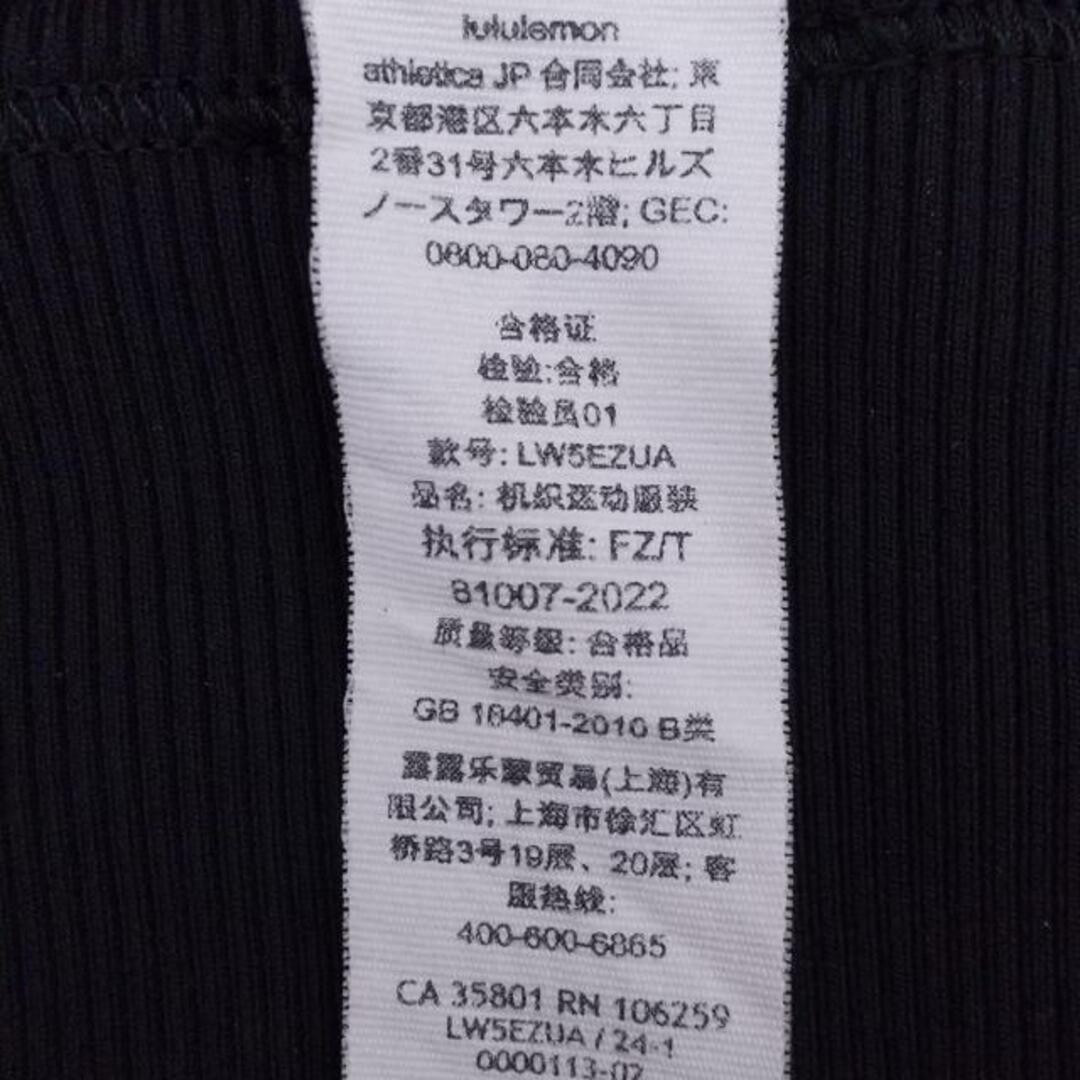 lululemon
athletica JP 合同会社; 東
京都港区六本木六丁目
2番31号六本木ヒルズ
ノースタワー2階; GEC:
0800-080-4090
合格证
检验:合格
检验员01
款号: LW5EZUA
品名: 机织运动服装
执行标准: FZ/T
81007-2022
质量等级: 合格品
安全类别:
GB 18401-2010 B类
露露乐蒙贸易(上海)有
限公司; 上海市徐汇区虹
桥路3号19层、20层; 客
服热线:
400-600-6865
CA 35801 RN 106259
LW5EZUA / 24-1
0000113-02